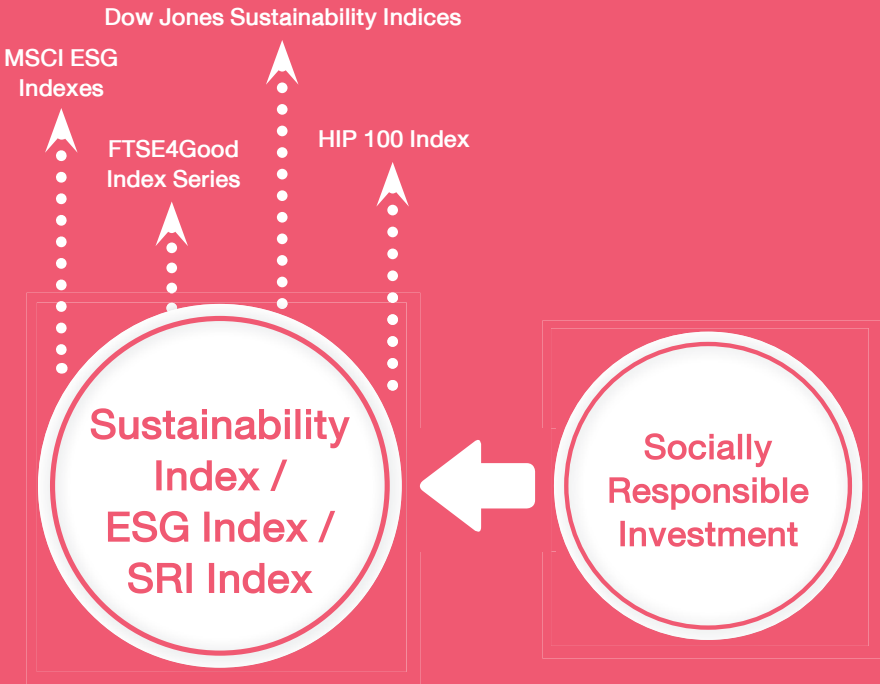 Dow Jones Sustainability Indices
MSCI ESG
Indexes
FTSE4Good
Index Series
HIP 100 Index
Sustainability
Index /
ESG Index /
SRI Index
Socially
Responsible
Investment